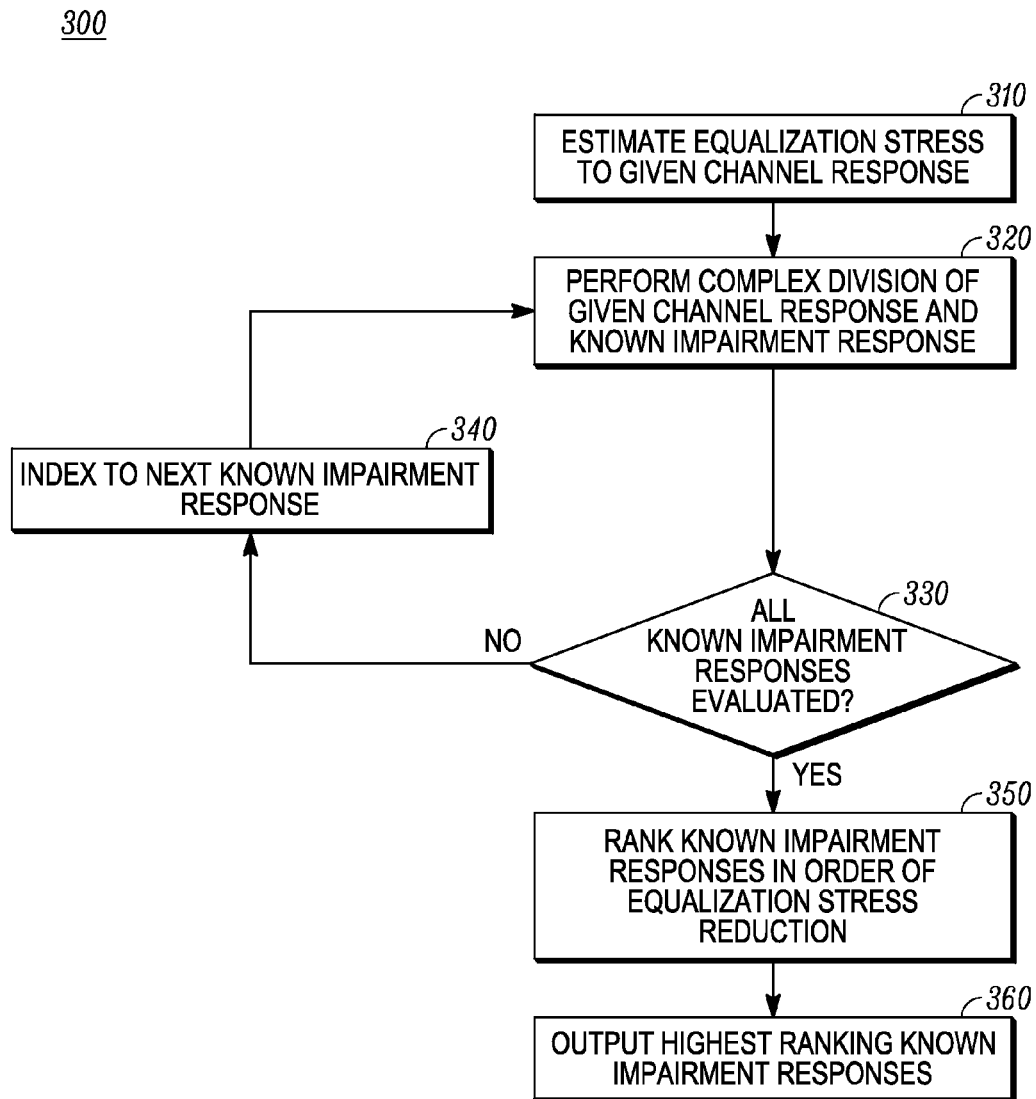 300
310
ESTIMATE EQUALIZATION STRESS
TO GIVEN CHANNEL RESPONSE
320
PERFORM COMPLEX DIVISION OF
GIVEN CHANNEL RESPONSE AND
KNOWN IMPAIRMENT RESPONSE
340
INDEX TO NEXT KNOWN IMPAIRMENT
RESPONSE
330
ALL
KNOWN IMPAIRMENT
RESPONSES
EVALUATED?
NO
YES
350
RANK KNOWN IMPAIRMENT
RESPONSES IN ORDER OF
EQUALIZATION STRESS
REDUCTION
360
OUTPUT HIGHEST RANKING KNOWN
IMPAIRMENT RESPONSES